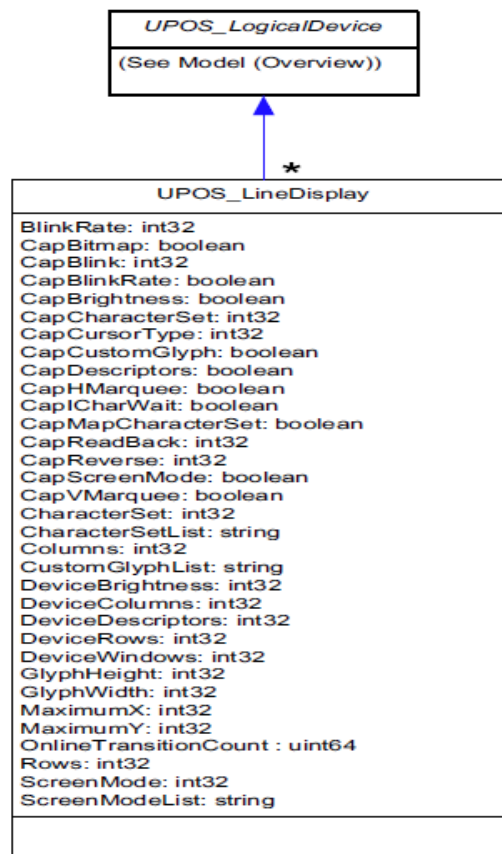 UPOS_LogicalDevice
(See Model (Overview))
*
UPOS_LineDisplay
BlinkRate: int32
CapBitmap: boolean
CapBlink: int32
CapBlinkRate: boolean
CapBrightness: boolean
CapCharacterSet: int32
CapCursorType: int32
CapCustomGlyph: boolean
CapDescriptors: boolean
CapHMarquee: boolean
CapICharWait: boolean
CapMapCharacterSet: boolean
CapReadBack: int32
CapReverse: int32
CapScreenMode: boolean
CapVMarquee: boolean
CharacterSet: int32
CharacterSetList: string
Columns: int32
CustomGlyphList: string
DeviceBrightness: int32
DeviceColumns: int32
DeviceDescriptors: int32
DeviceRows: int32
DeviceWindows: int32
GlyphHeight: int32
GlyphWidth: int32
MaximumX: int32
MaximumY: int32
OnlineTransitionCount : uint64
Rows: int32
ScreenMode: int32
ScreenModeList: string